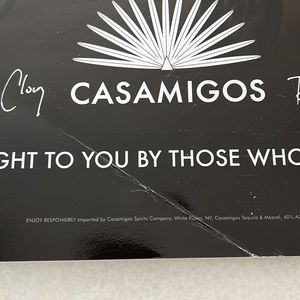 CASAMIGOS
GHT TO YOU BY THOSE WHO
ENJOY RESPONSIBLY Imported by Casamigos Spirits Company, White Plains, NY, Casamigos Tequila & Mezcal, 40% Al